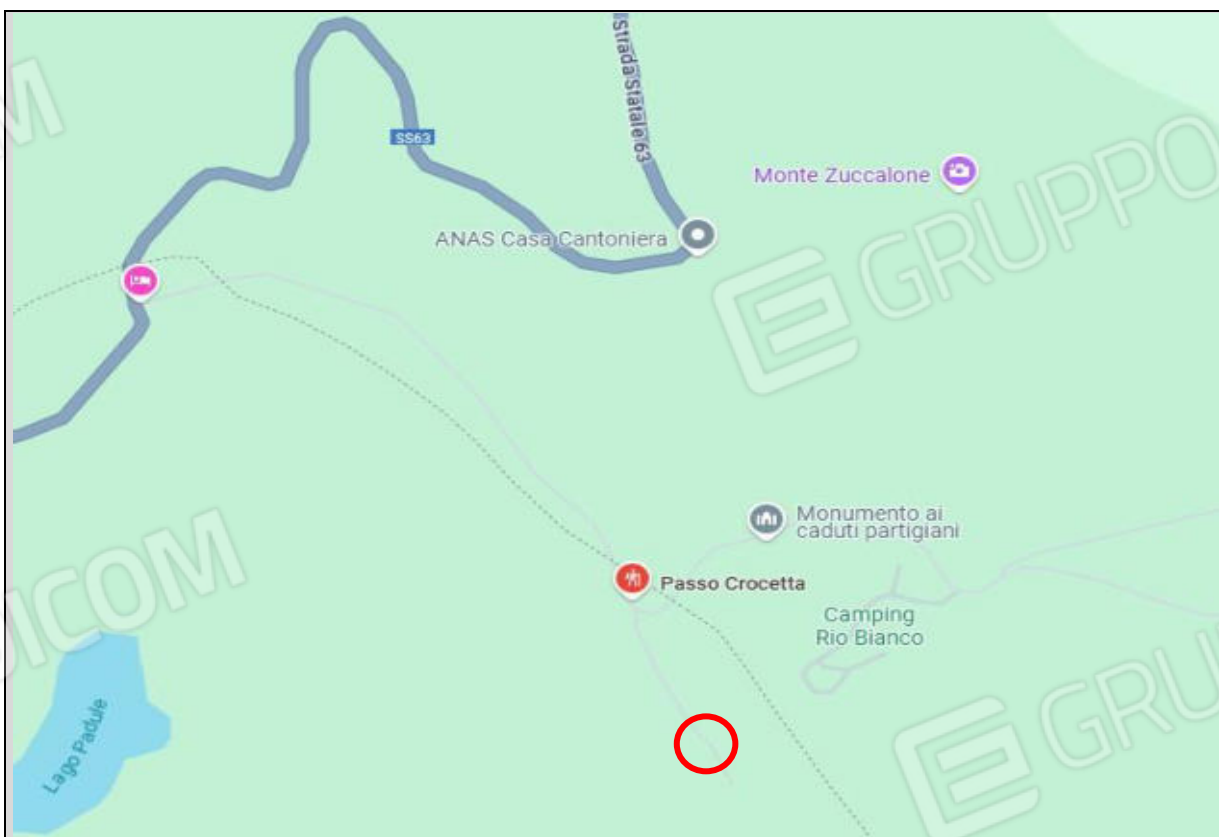 Strada Statale 63
SS63
Monte Zuccalone
ANAS Casa Cantoniera
Monumento ai
caduti partigiani
Passo Crocetta
Camping
Rio Bianco
Lago Padule
GRUPPO
DICOM
GRU